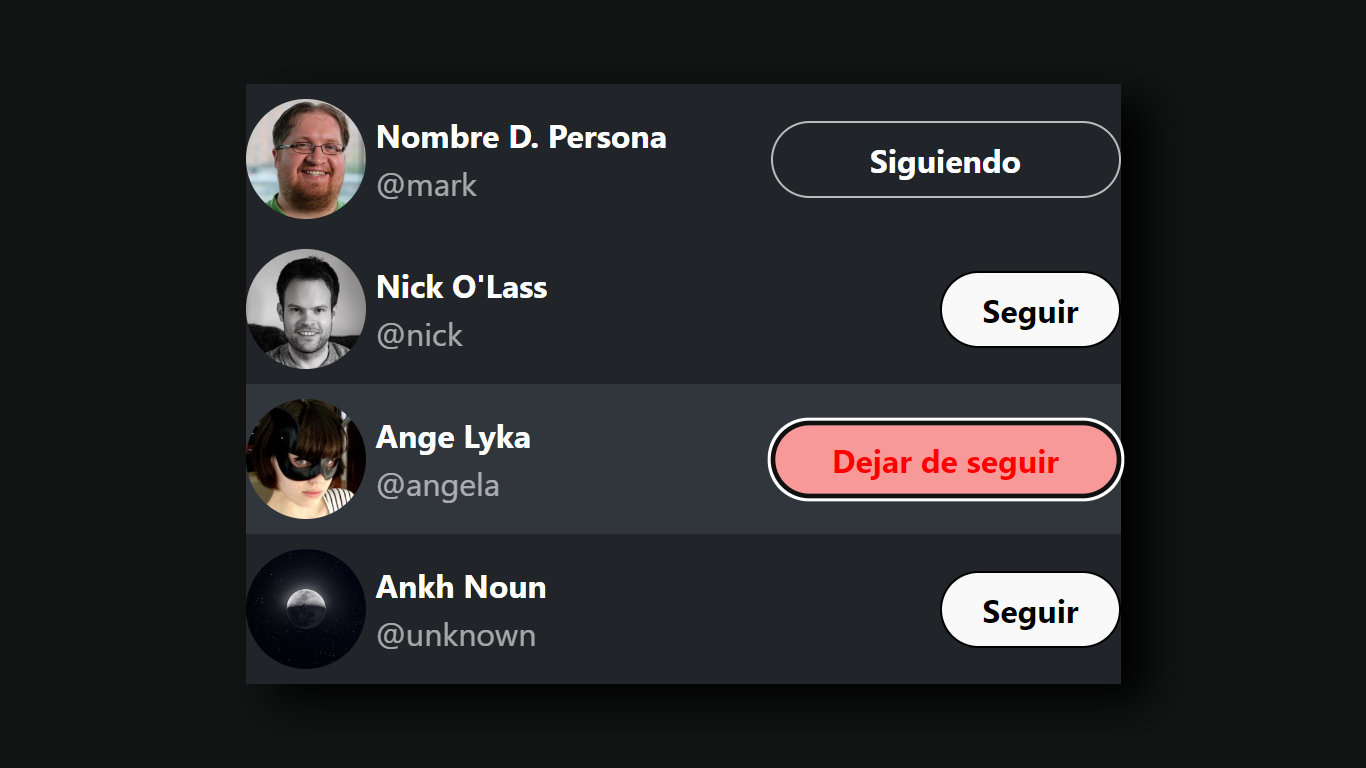 Nombre D. Persona
@mark
Siguiendo
Nick O'Lass
@nick
Seguir
Ange Lyka
@angela
Dejar de seguir
Ankh Noun
@unknown
Seguir